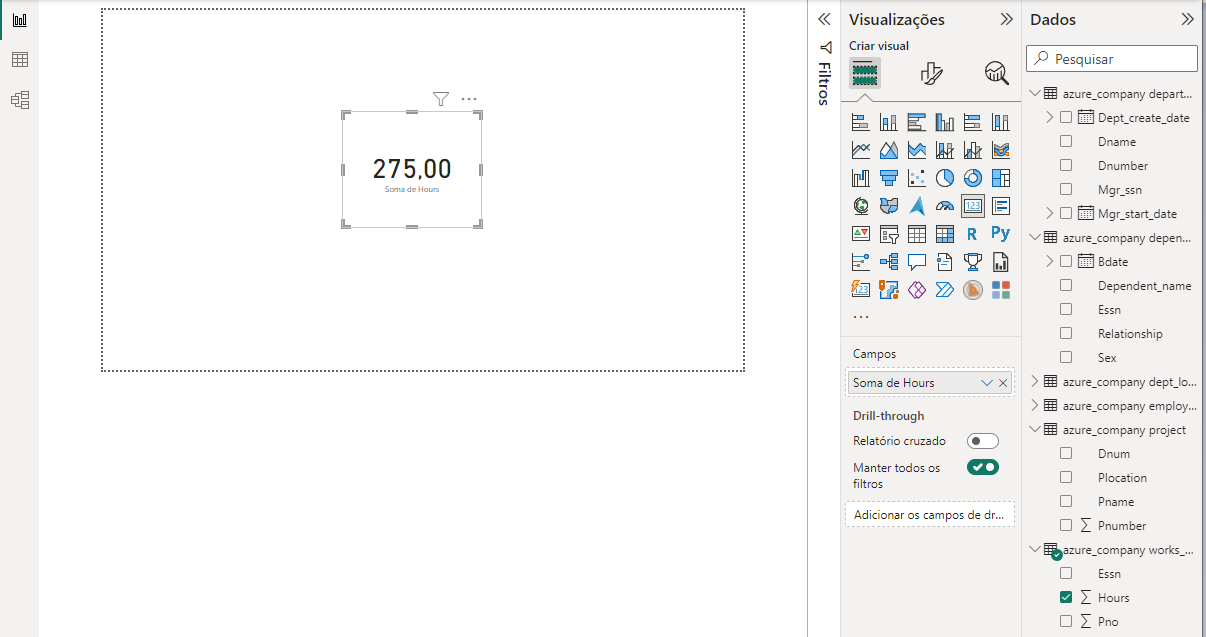 275,00
Soma de Hours
Filtros
Visualizações
Criar visual
123
R
Py
123
Campos
Soma de Hours
Drill-through
Relatório cruzado
Manter todos os
filtros
Adicionar os campos de dr...
Dados
Pesquisar
azure_company depart...
Dept_create_date
Dname
Dnumber
Mgr_ssn
Mgr_start_date
azure_company depen...
Bdate
Dependent_name
Essn
Relationship
Sex
azure_company dept_lo...
azure_company employ...
azure_company project
Dnum
Plocation
Pname
∑ Pnumber
azure_company works_...
Essn
∑ Hours
∑ Pno